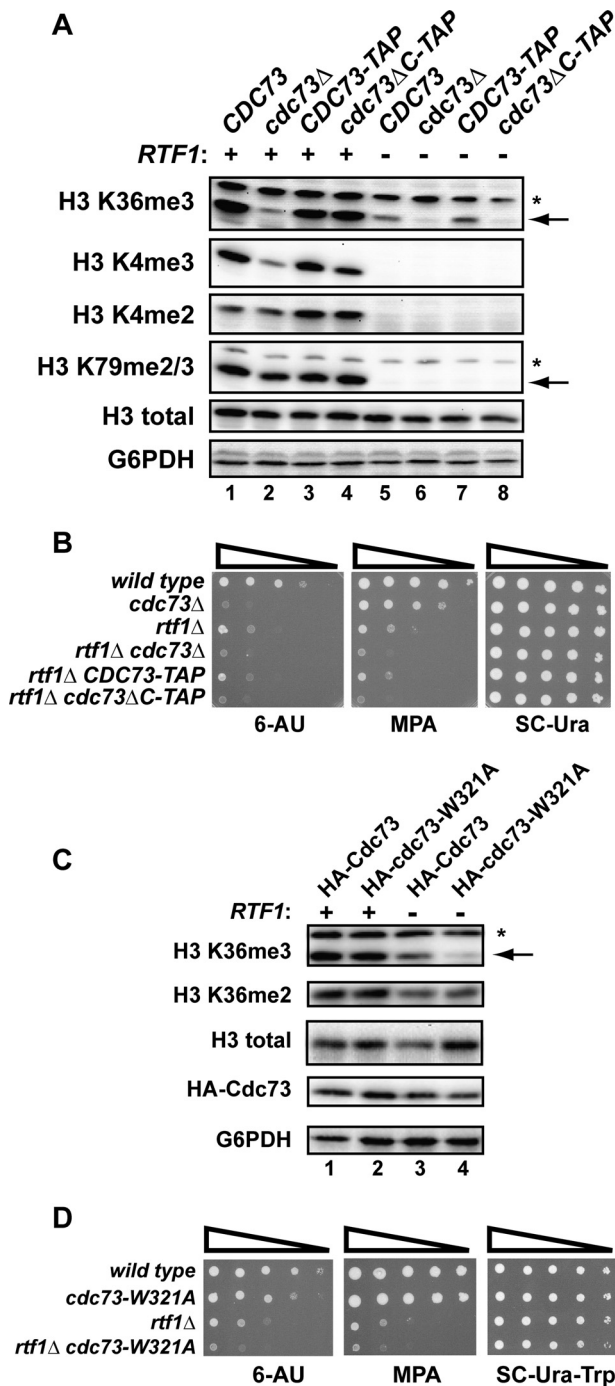 A
CDC73
cdc73Δ
CDC73-TAP
cdc73ΔC-TAP
CDC73
cdc73Δ
CDC73-TAP
cdc73ΔC-TAP
RTF1: + + + + - - - -
H3 K36me3 *
H3 K4me3
H3 K4me2
H3 K79me2/3 *
H3 total
G6PDH
1 2 3 4 5 6 7 8
B
wild type
cdc73Δ
rtf1Δ
rtf1Δ cdc73Δ
rtf1Δ CDC73-TAP
rtf1Δ cdc73ΔC-TAP
6-AU MPA SC-Ura
C
HA-Cdc73
HA-cdc73-W321A
HA-Cdc73
HA-cdc73-W321A
RTF1: + + - -
H3 K36me3 *
H3 K36me2
H3 total
HA-Cdc73
G6PDH
1 2 3 4
D
wild type
cdc73-W321A
rtf1Δ
rtf1Δ cdc73-W321A
6-AU MPA SC-Ura-Trp